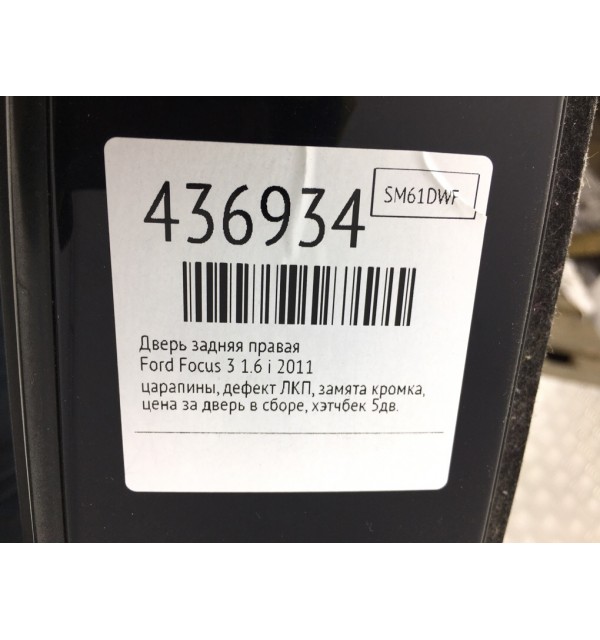 436934
SM61DWF
Дверь задняя правая
Ford Focus 3 1.6 i 2011
царапины, дефект ЛКП, замята кромка,
цена за дверь в сборе, хэтчбек 5дв.